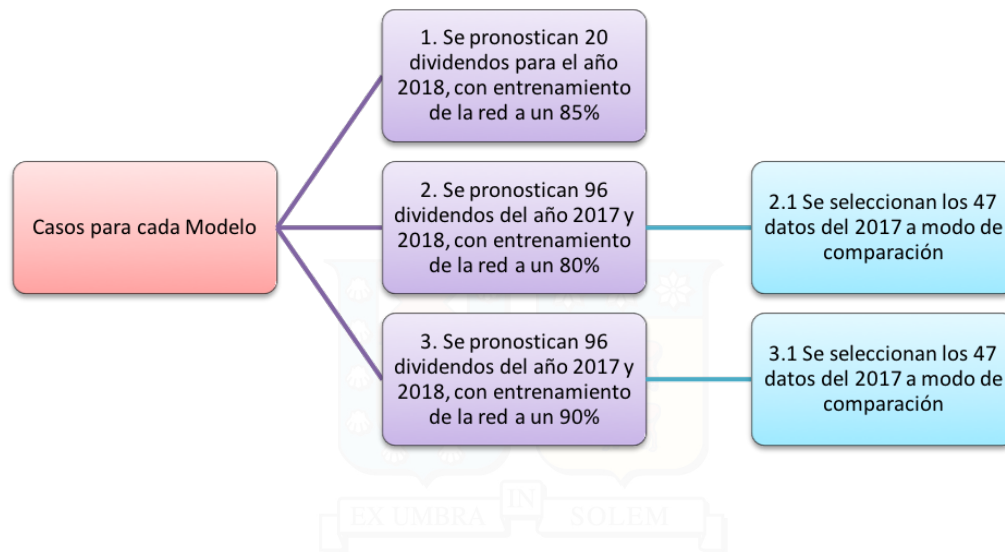 1. Se pronostican 20
dividendos para el año
2018, con entrenamiento
de la red a un 85%
Casos para cada Modelo
2. Se pronostican 96
dividendos del año 2017 y
2018, con entrenamiento
de la red a un 80%
2.1 Se seleccionan los 47
datos del 2017 a modo de
comparación
3. Se pronostican 96
dividendos del año 2017 y
2018, con entrenamiento
de la red a un 90%
3.1 Se seleccionan los 47
datos del 2017 a modo de
comparación
EX UMBRA IN SOLEM